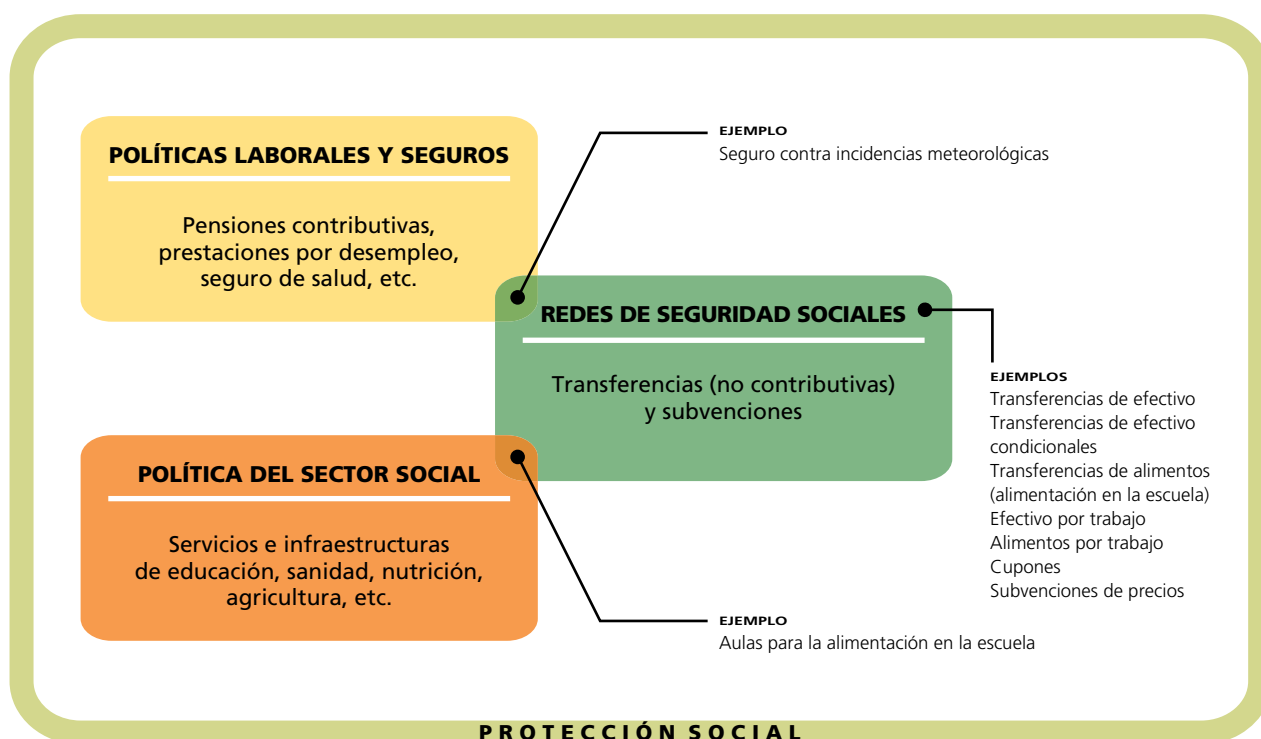 POLÍTICAS LABORALES Y SEGUROS
Pensiones contributivas,
prestaciones por desempleo,
seguro de salud, etc.
EJEMPLO
Seguro contra incidencias meteorológicas
REDES DE SEGURIDAD SOCIALES
Transferencias (no contributivas)
y subvenciones
EJEMPLOS
Transferencias de efectivo
Transferencias de efectivo
condicionales
Transferencias de alimentos
(alimentación en la escuela)
Efectivo por trabajo
Alimentos por trabajo
Cupones
Subvenciones de precios
POLÍTICA DEL SECTOR SOCIAL
Servicios e infraestructuras
de educación, sanidad, nutrición,
agricultura, etc.
EJEMPLO
Aulas para la alimentación en la escuela
PROTECCIÓN SOCIAL